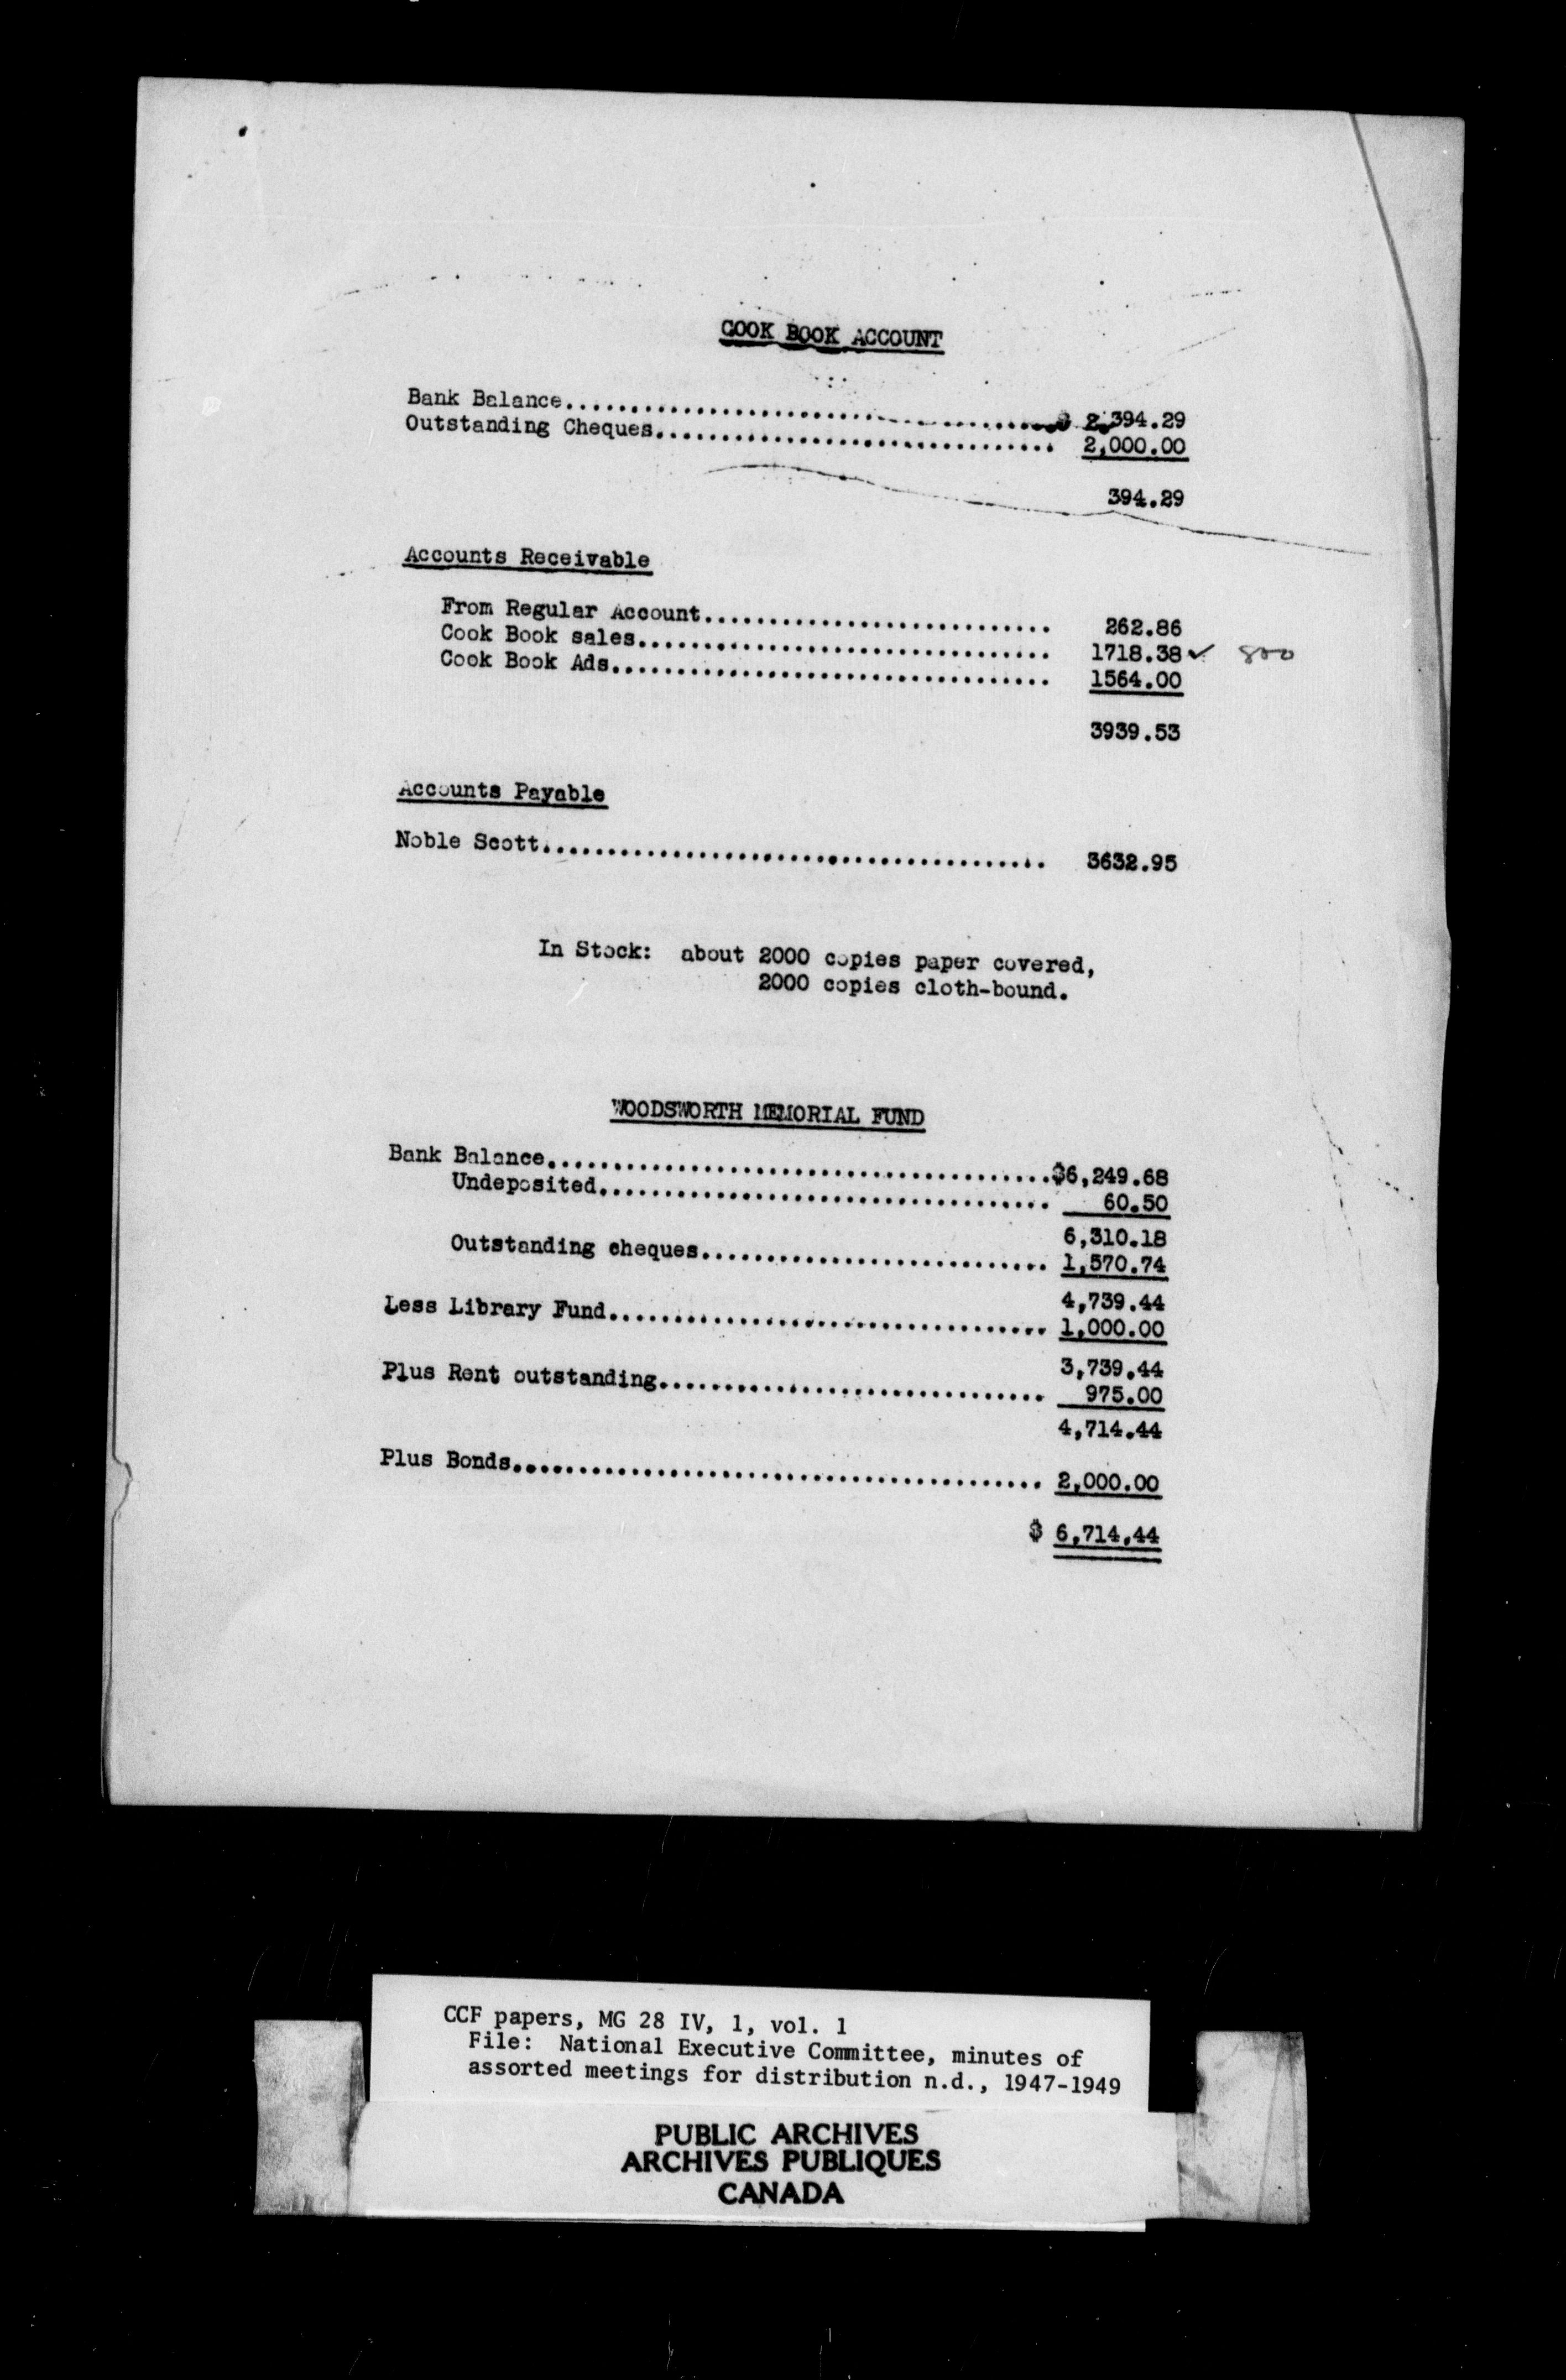 COOK BOOK ACCOUNT
Bank Balance................................................$ 2,394.29
Outstanding Cheques............................... 2,000.00
394.29
Accounts Receivable
From Regular Account........................... 262.86
Cook Book sales................................ 1718.38 ✓ 800
Cook Book Ads.................................. 1564.00
3939.53
Accounts Payable
Noble Scott....................................... 3632.95
In Stock: about 2000 copies paper covered,
2000 copies cloth-bound.
WOODSWORTH MEMORIAL FUND
Bank Balance.......................................$6,249.68
Undeposited................................... 60.50
6,310.18
Outstanding cheques........................... 1,570.74
4,739.44
Less Library Fund.................................. 1,000.00
3,739.44
Plus Rent outstanding.............................. 975.00
4,714.44
Plus Bonds......................................... 2,000.00
$ 6,714,44
CCF papers, MG 28 IV, 1, vol. 1
File: National Executive Committee, minutes of
assorted meetings for distribution n.d., 1947-1949
PUBLIC ARCHIVES
ARCHIVES PUBLIQUES
CANADA